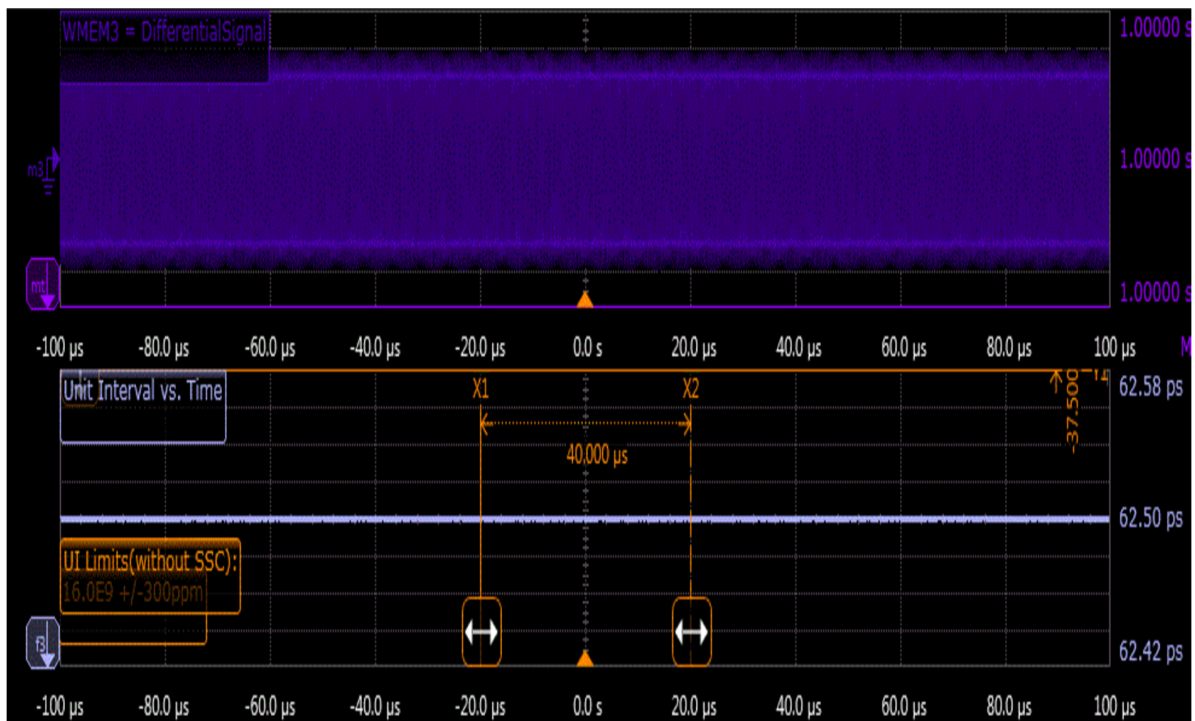 WMEM3 = DifferentialSignal
1.00000 s
m3
1.00000 s
mt
1.00000 s
-100 µs -80.0 µs -60.0 µs -40.0 µs -20.0 µs 0.0 s 20.0 µs 40.0 µs 60.0 µs 80.0 µs 100 µs M
Unit Interval vs. Time
X1 X2
Y1
-37.500
62.58 ps
40.000 µs
62.50 ps
UI Limits(without SSC):
16.0E9 +/-300ppm
f3
62.42 ps
-100 µs -80.0 µs -60.0 µs -40.0 µs -20.0 µs 0.0 s 20.0 µs 40.0 µs 60.0 µs 80.0 µs 100 µs